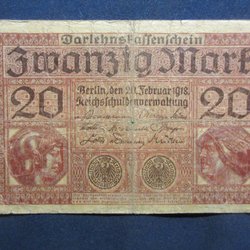 Darlehnskassenschein
Zwanzig Mark
Berlin, den 20. Februar 1918.
Reichsschuldenverwaltung
20 20